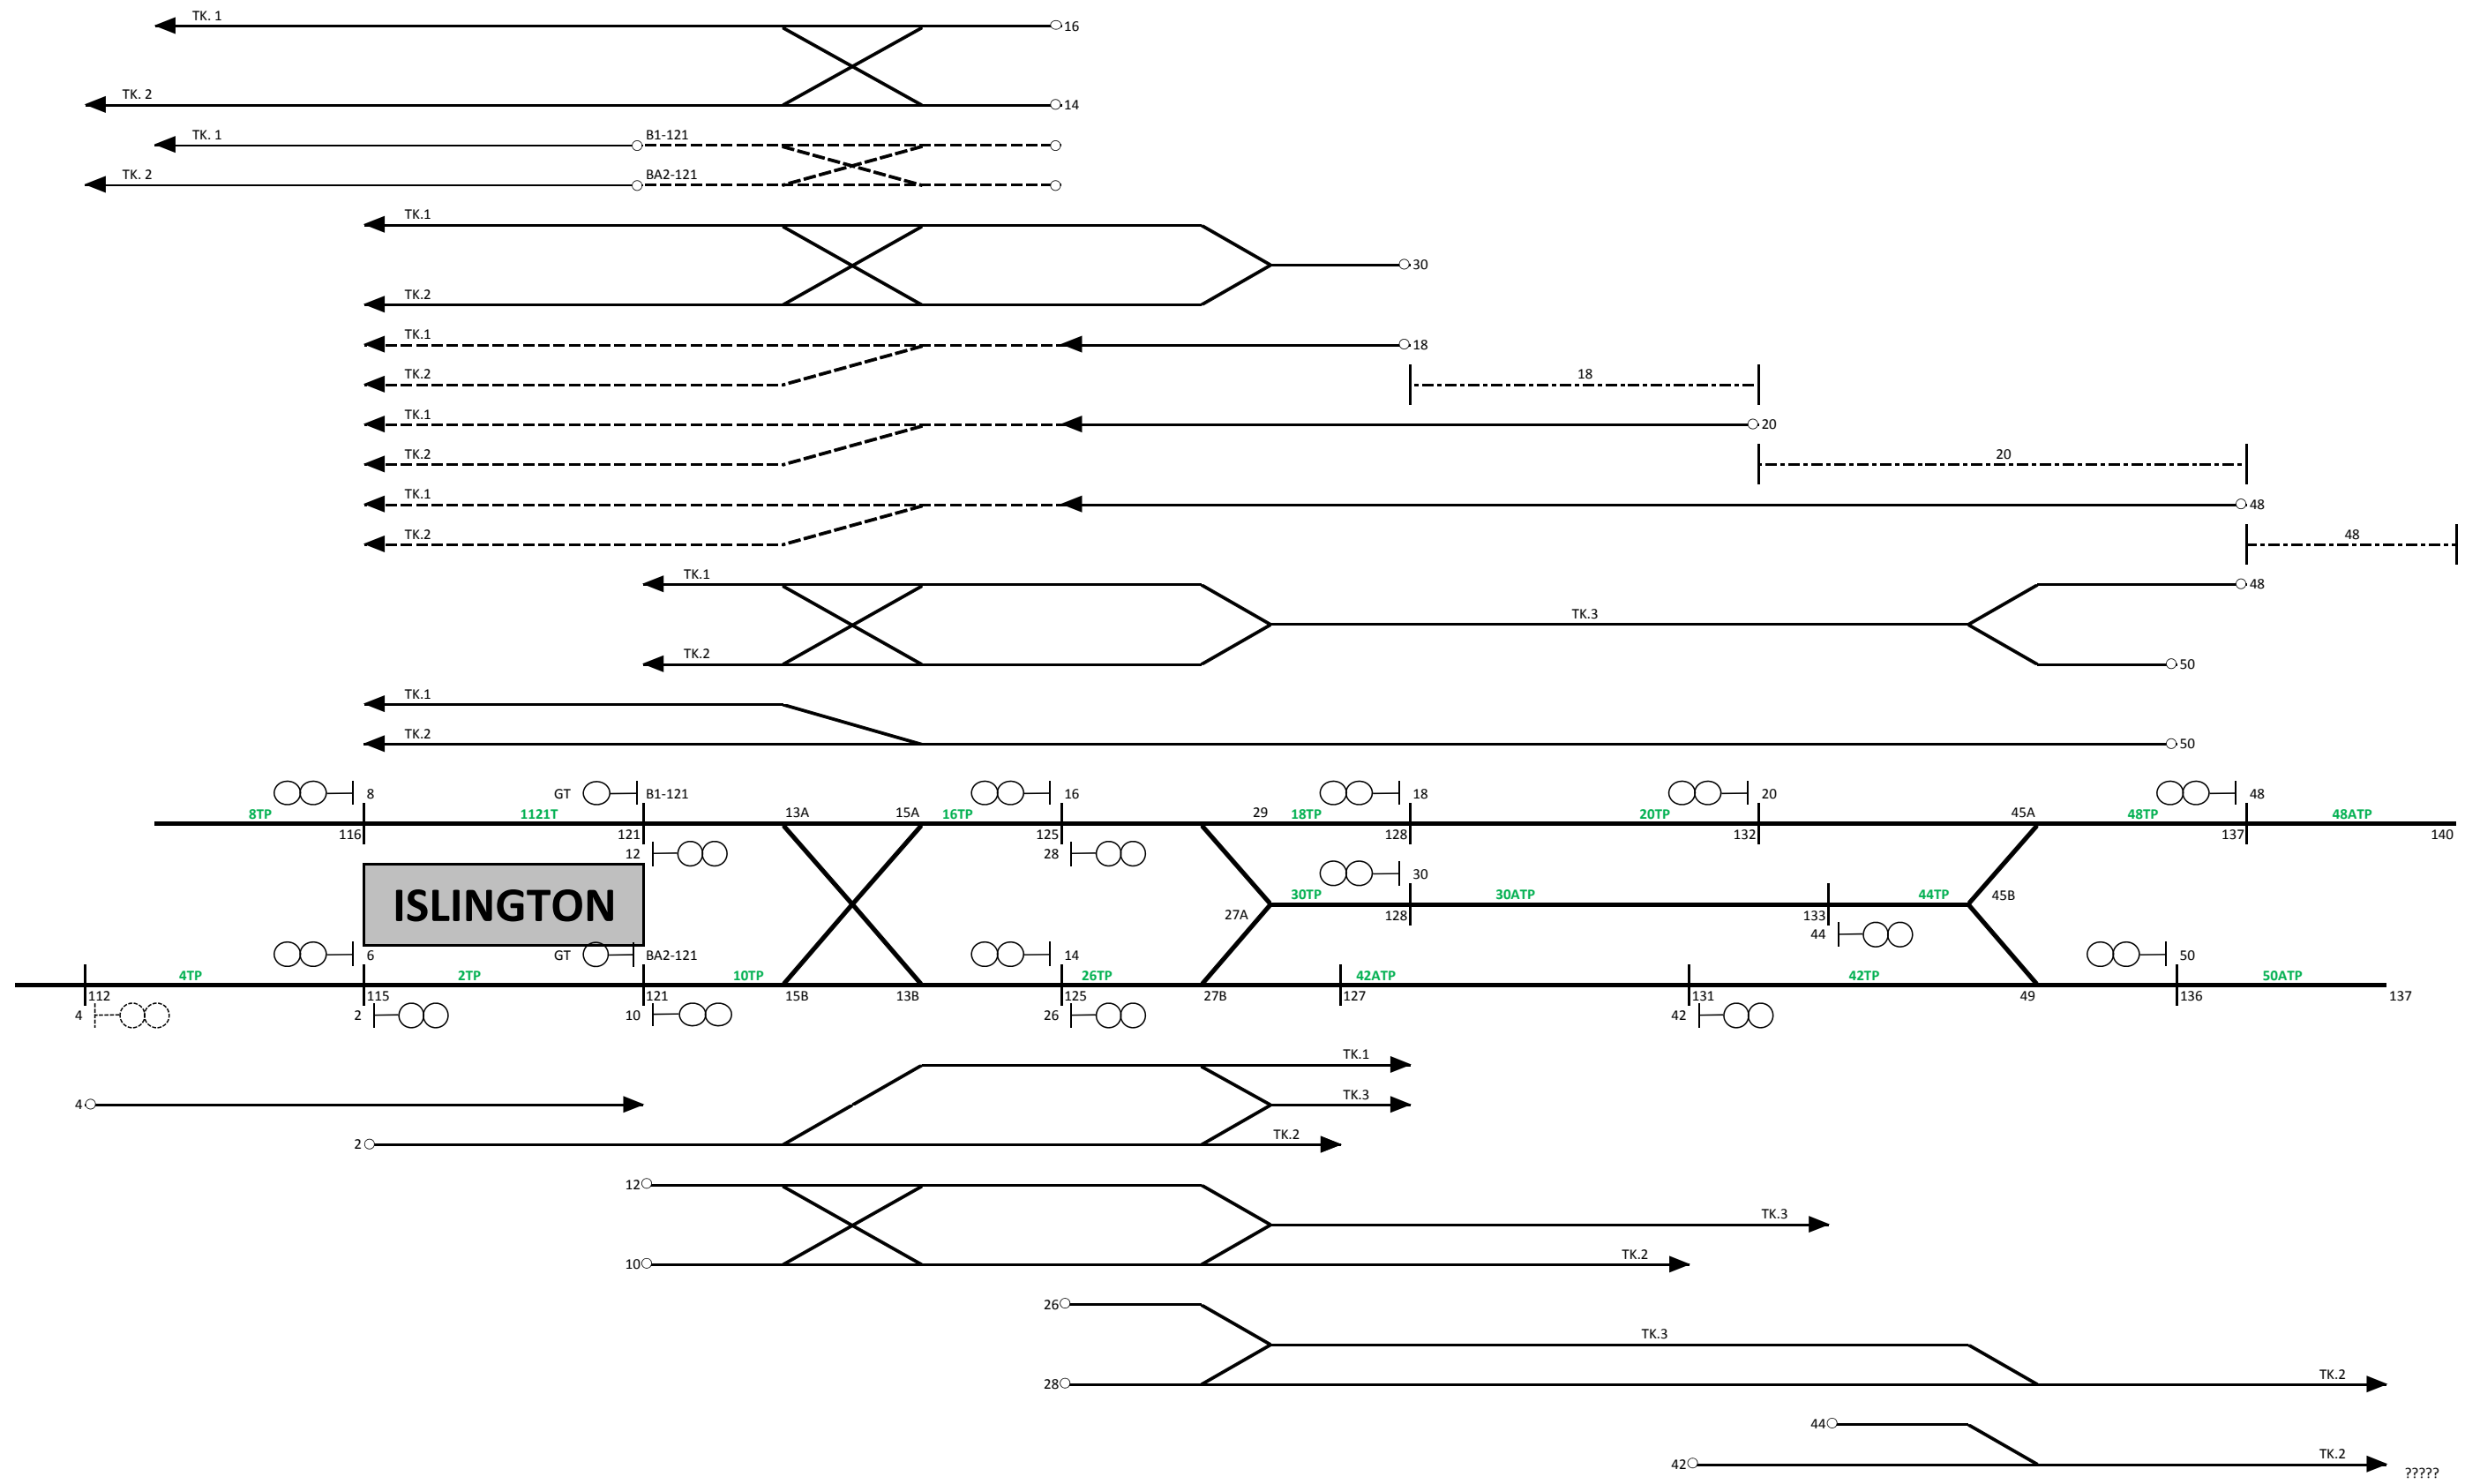 TK. 1
16
TK. 2
14
TK. 1 B1-121
TK. 2 BA2-121
TK.1
30
TK.2
TK.1
18
TK.2 18
TK.1
20
TK.2 20
TK.1
48
TK.2 48
TK.1
48
TK.3
TK.2
50
TK.1
TK.2
50
8 GT B1-121 16 18 20 48
8TP 1121T 13A 15A 16TP 29 18TP 20TP 45A 48TP 48ATP
116 121 125 128 132 137 140
12 28
30
ISLINGTON 30TP 30ATP 44TP 45B
27A 128 133
44
6 GT BA2-121 14 50
4TP 2TP 10TP 26TP 42ATP 42TP 50ATP
112 115 121 15B 13B 125 27B 127 131 49 136 137
4 2 10 26 42
TK.1
4 TK.3
2 TK.2
12
TK.3
10 TK.2
26
TK.3
28 TK.2
44
42 TK.2
?????